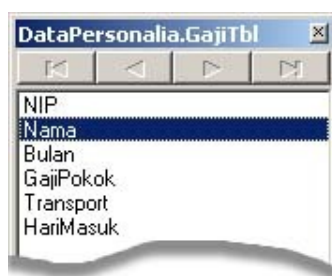 DataPersonalia.GajiTbl
NIP
Nama
Bulan
GajiPokok
Transport
HariMasuk